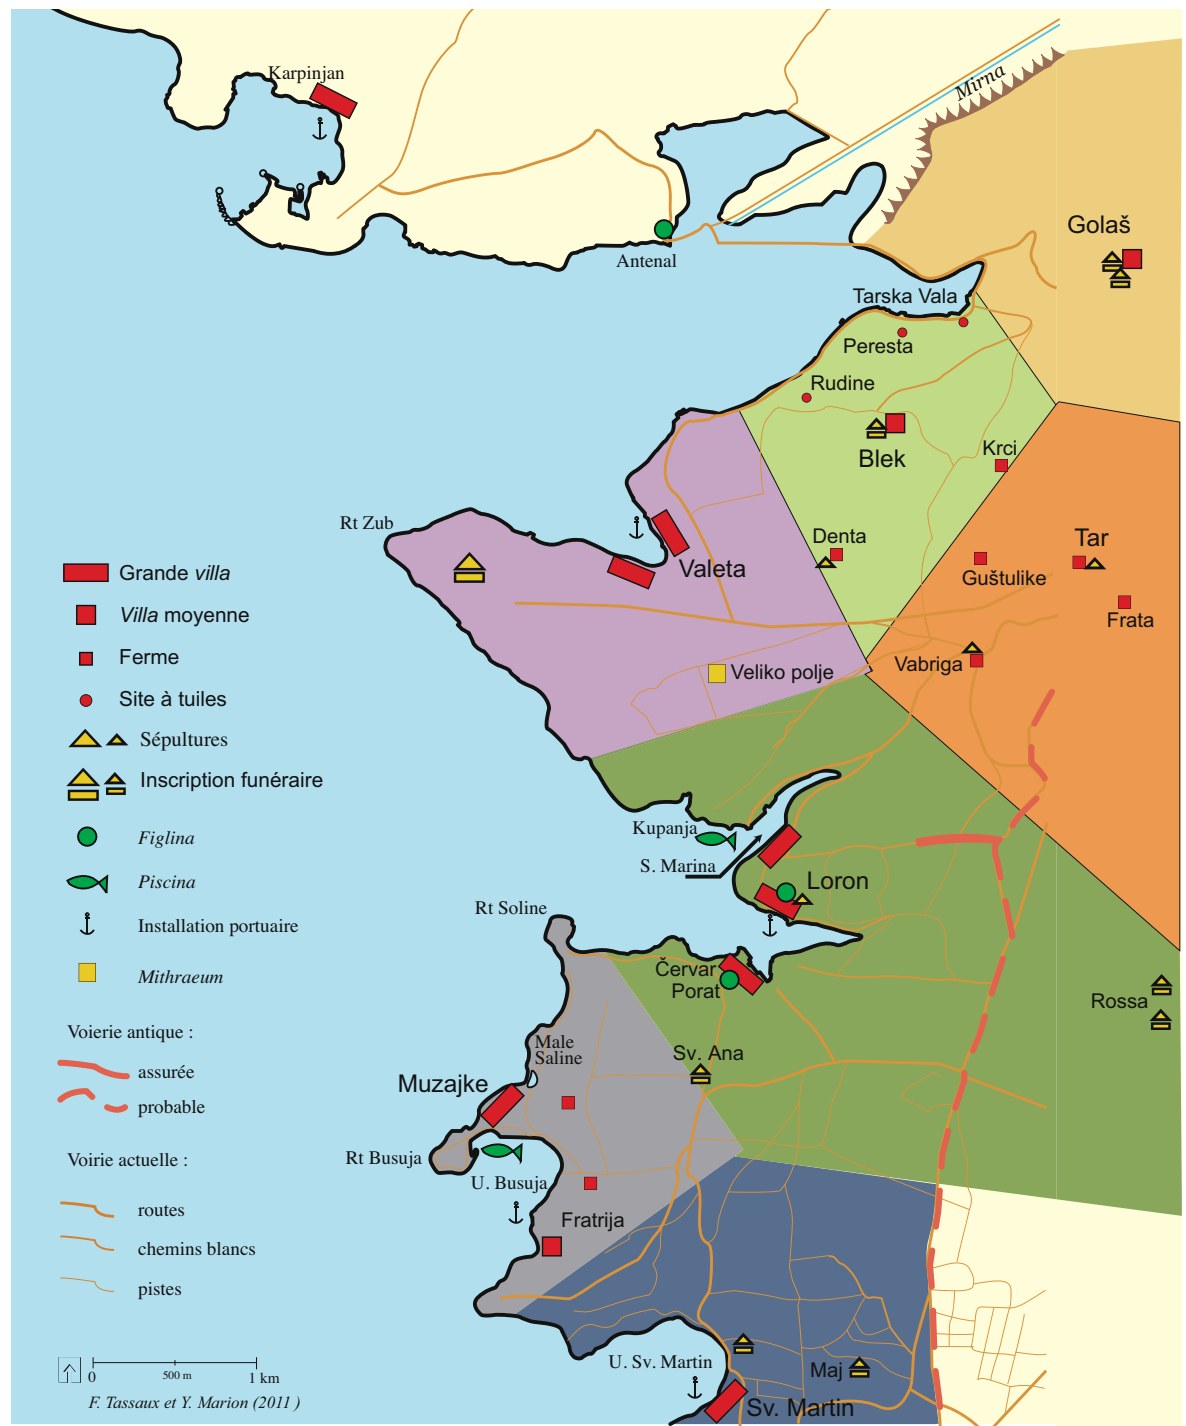 Karpinjan
Mirna
Golaš
Antenal
Tarska Vala
Peresta
Rudine
Blek
Krci
Rt Zub
Denta
Tar
Valeta
Guštulike
Frata
Vabriga
Veliko polje
Grande villa
Villa moyenne
Ferme
Site à tuiles
Sépultures
Inscription funéraire
Figlina
Piscina
Installation portuaire
Mithraeum
Voierie antique :
assurée
probable
Voirie actuelle :
routes
chemins blancs
pistes
Kupanja
S. Marina
Loron
Rt Soline
Červar
Porat
Rossa
Male
Saline
Sv. Ana
Muzajke
Rt Busuja
U. Busuja
Fratrija
U. Sv. Martin
Maj
Sv. Martin
0
500 m
1 km
F. Tassaux et Y. Marion (2011)